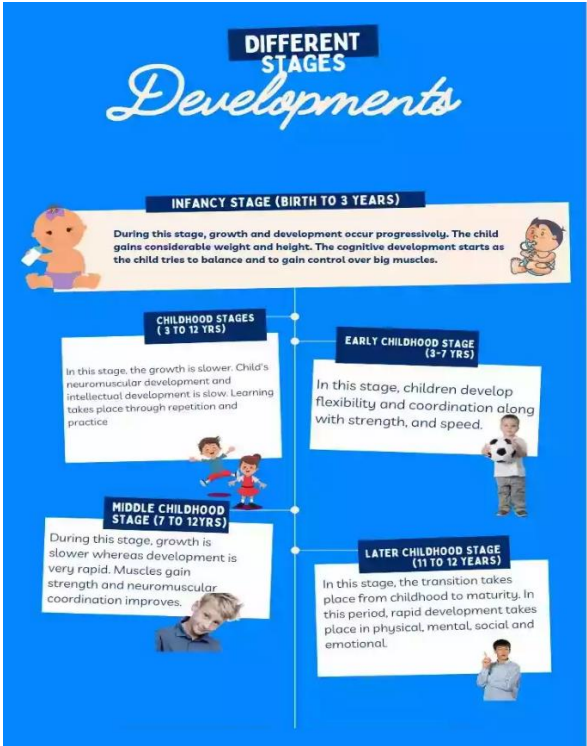 DIFFERENT
STAGES
Developments
INFANCY STAGE (BIRTH TO 3 YEARS)
During this stage, growth and development occur progressively. The child
gains considerable weight and height. The cognitive development starts as
the child tries to balance and to gain control over big muscles.
CHILDHOOD STAGES
( 3 TO 12 YRS)
In this stage, the growth is slower. Child's
neuromuscular development and
intellectual development is slow. Learning
takes place through repetition and
practice
EARLY CHILDHOOD STAGE
(3-7 YRS)
In this stage, children develop
flexibility and coordination along
with strength, and speed.
MIDDLE CHILDHOOD
STAGE (7 TO 12YRS)
During this stage, growth is
slower whereas development is
very rapid. Muscles gain
strength and neuromuscular
coordination improves.
LATER CHILDHOOD STAGE
(11 TO 12 YEARS)
In this stage, the transition takes
place from childhood to maturity. In
this period, rapid development takes
place in physical, mental, social and
emotional.